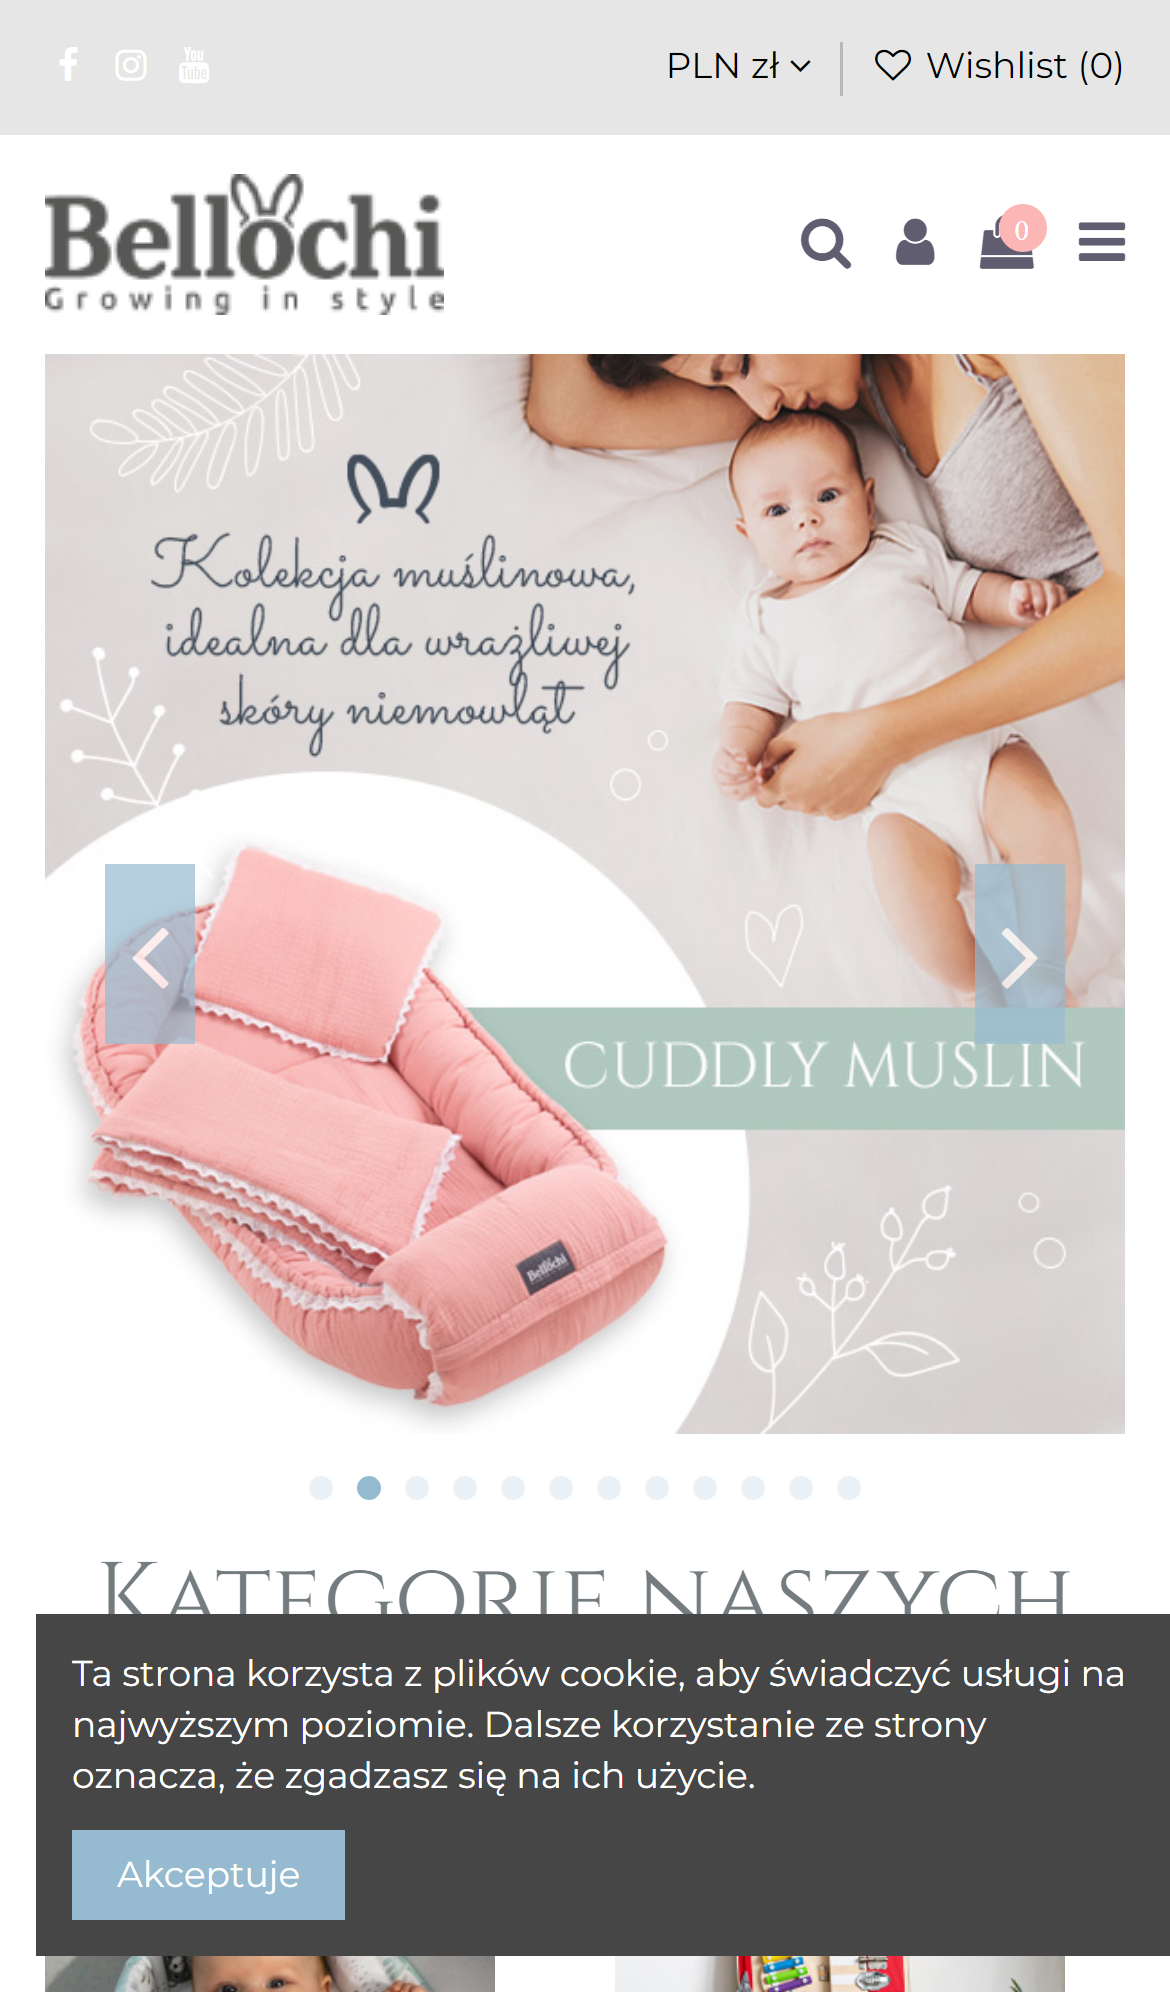 You
Tube
PLN zł
Wishlist (0)
Bellochi
Growing in style
0
Kolekcja muślinowa,
idealna dla wrażliwej
skóry niemowląt
CUDDLY MUSLIN
Bellochi
KATEGORIE NASZYCH
Ta strona korzysta z plików cookie, aby świadczyć usługi na
najwyższym poziomie. Dalsze korzystanie ze strony
oznacza, że zgadzasz się na ich użycie.
Akceptuje